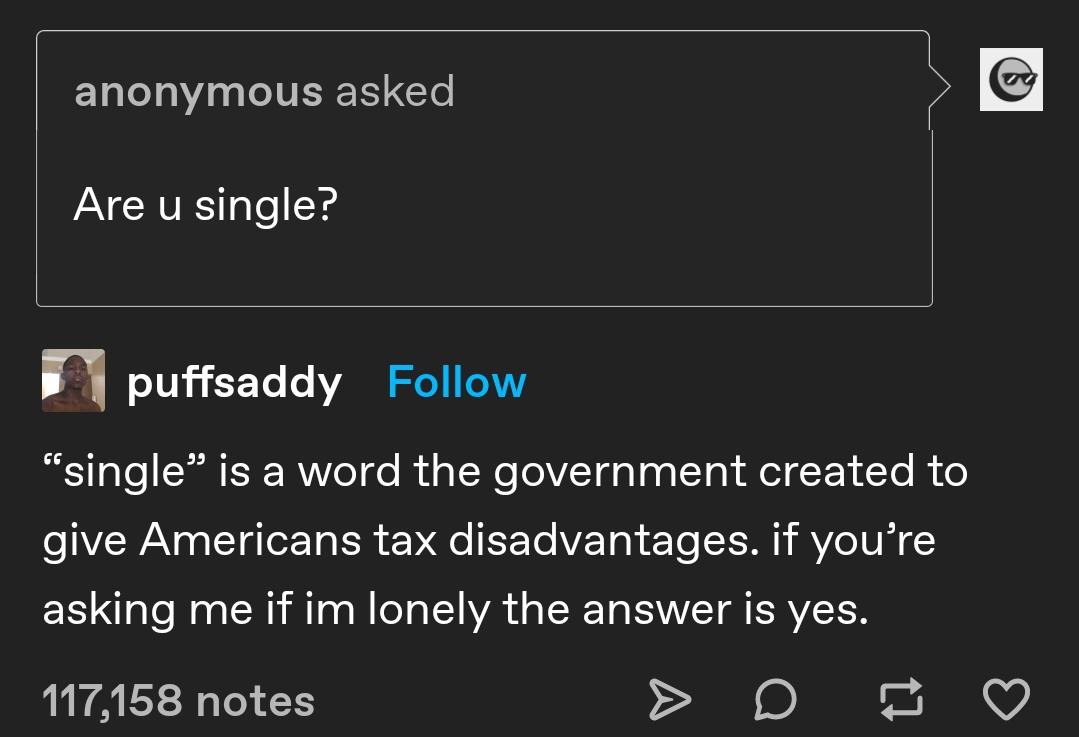 anonymous asked
Are u single?
puffsaddy Follow
“single” is a word the government created to
give Americans tax disadvantages. if you’re
asking me if im lonely the answer is yes.
117,158 notes